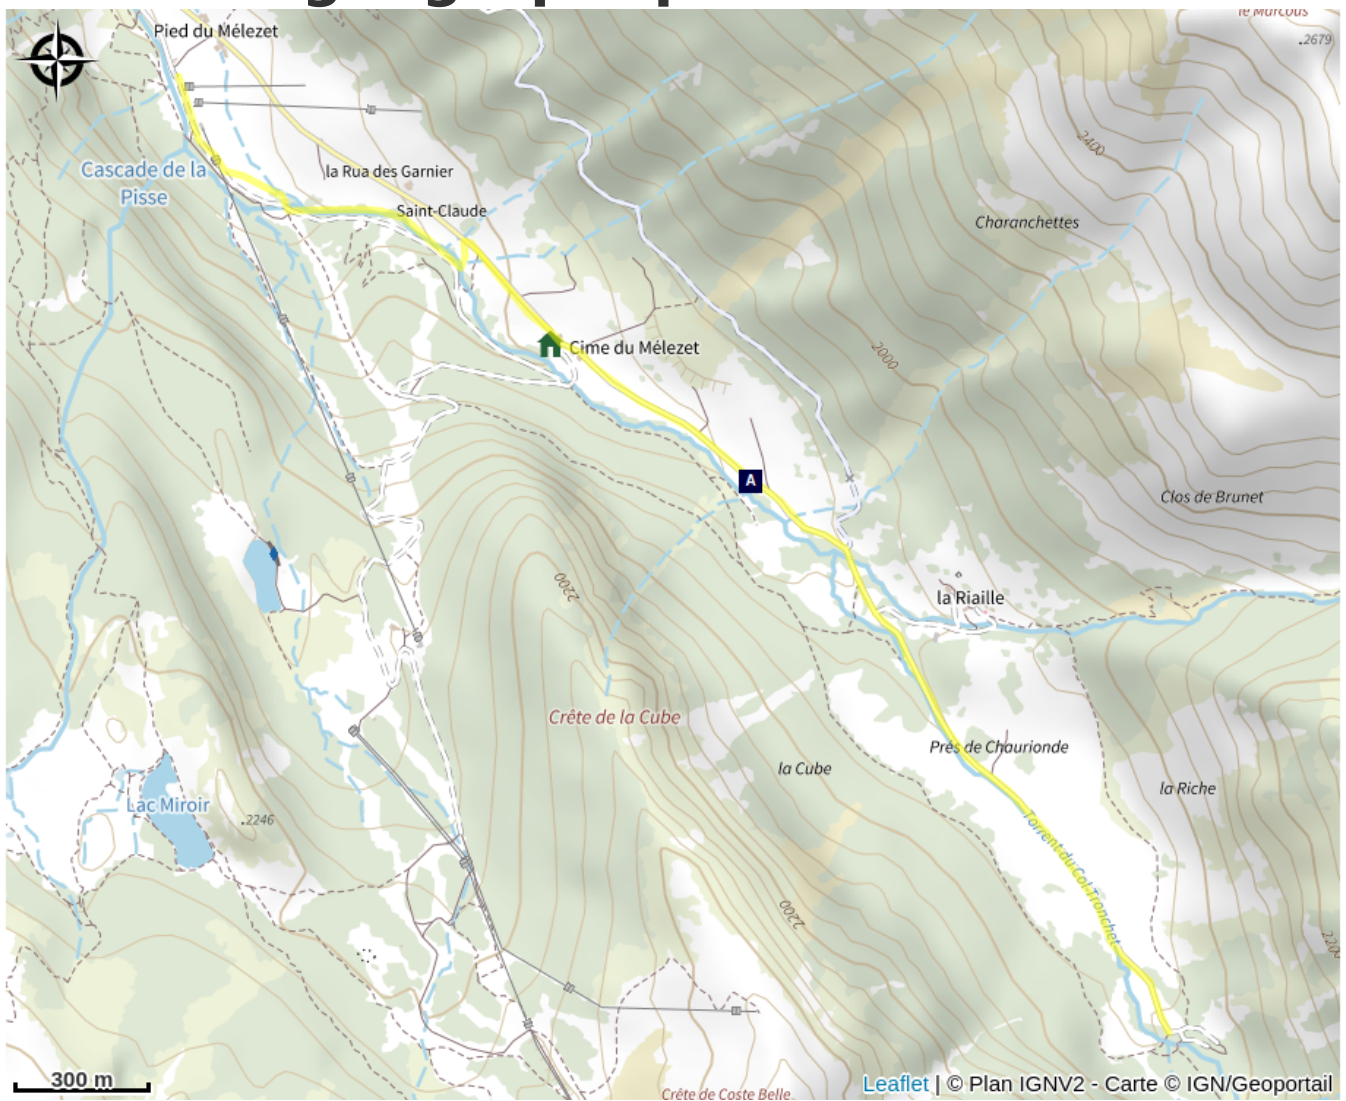 le Marcous
Pied du Mélezet
.2679
2400
Cascade de la
Pisse
la Rua des Garnier
Saint-Claude
Charanchettes
Cime du Mélezet
2000
A
Clos de Brunet
2200
la Riaille
Crête de la Cube
Prés de Chaurionde
la Cube
la Riche
Lac Miroir
.2246
Torrent du Col Tronchet
2200
2200
300 m
Crête de Coste Belle
Leaflet | © Plan IGNV2 - Carte © IGN/Geoportail